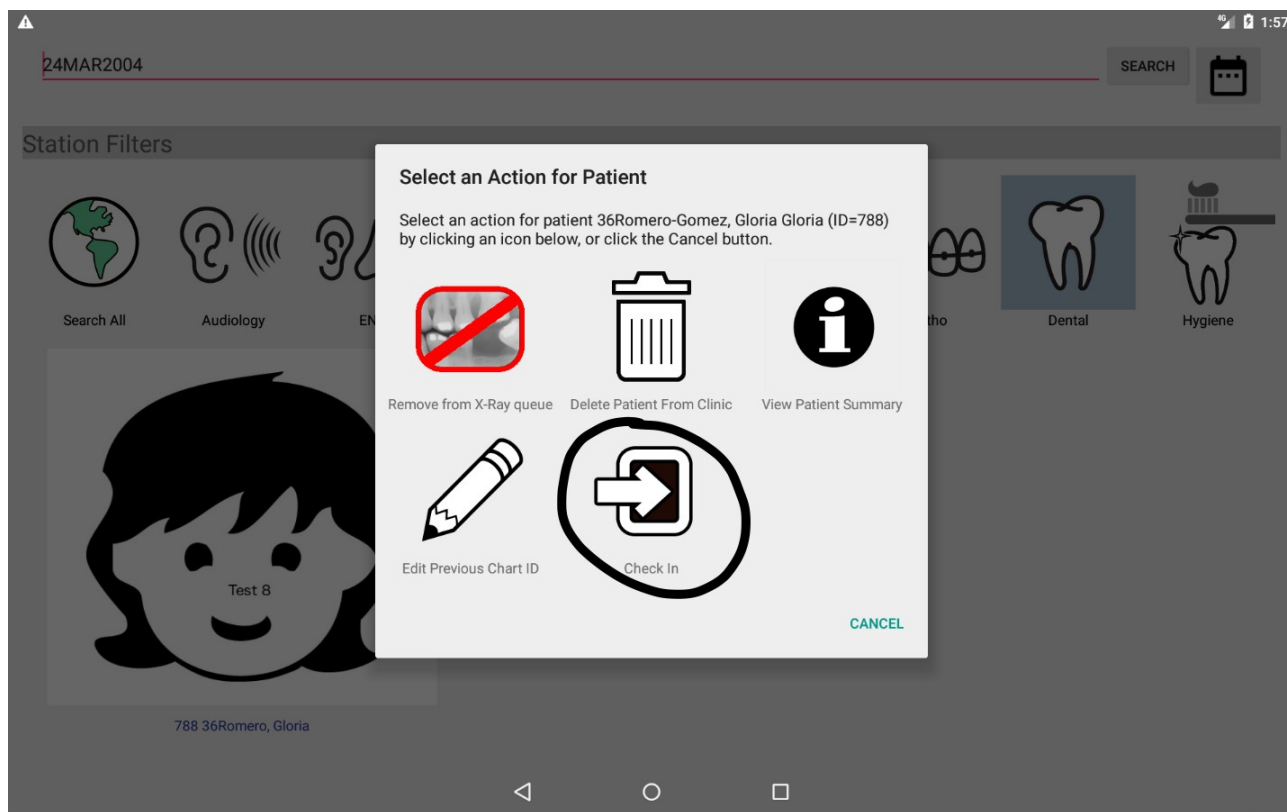 4G 1:57
24MAR2004
SEARCH
Station Filters
Select an Action for Patient
Select an action for patient 36Romero-Gomez, Gloria Gloria (ID=788)
by clicking an icon below, or click the Cancel button.
Search All
Audiology
EN
tho
Dental
Hygiene
Remove from X-Ray queue
Delete Patient From Clinic
View Patient Summary
Edit Previous Chart ID
Check In
Test 8
CANCEL
788 36Romero, Gloria